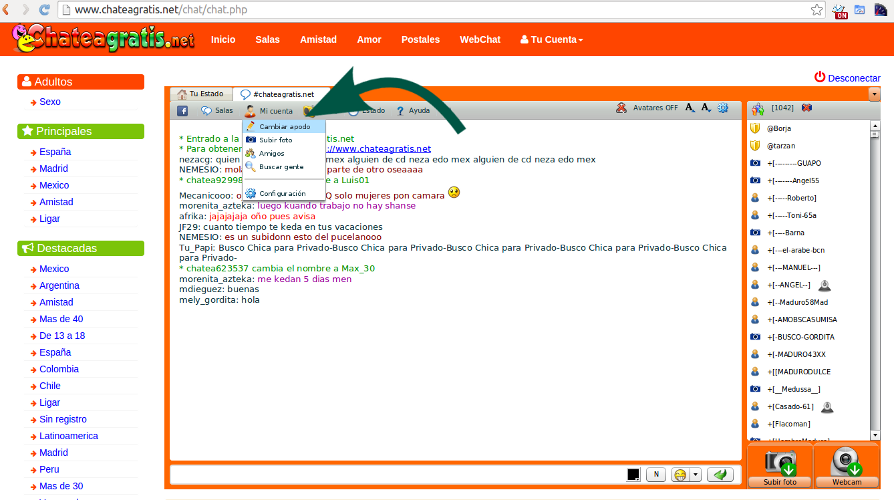 www.chateagratis.net/chat/chat.php
ON
Chateagratis.net
Inicio Salas Amistad Amor Postales WebChat Tu Cuenta
Desconectar
Adultos
Sexo
Principales
España
Madrid
Mexico
Amistad
Ligar
Destacadas
Mexico
Argentina
Amistad
Mas de 40
De 13 a 18
España
Colombia
Chile
Ligar
Sin registro
Latinoamerica
Madrid
Peru
Mas de 30
Tu Estado #chateagratis.net
Salas Mi cuenta Estado Ayuda Avatares OFF
Cambiar apodo
Subir foto
Amigos
Buscar gente
Configuración
* Entrado a la tis.net
* Para obtener ://www.chateagratis.net
nezacg: quien mex alguien de cd neza edo mex alguien de cd neza edo mex
NEMESIO: mol parte de otro oseaaaa
* chatea9299 e a Luis01
Mecanicooo: Q solo mujeres pon camara
morenita_azteka: luego kuando trabajo no hay shanse
afrika: jajajajaja oño pues avisa
JF29: cuanto tiempo te keda en tus vacaciones
NEMESIO: es un subidonn esto del pucelanooo
Tu_Papi: Busco Chica para Privado-Busco Chica para Privado-Busco Chica para Privado-Busco Chica para Privado-Busco Chica
para Privado-
* chatea623537 cambia el nombre a Max_30
morenita_azteka: me kedan 5 dias men
mdieguez: buenas
mely_gordita: hola
N
[1042]
@Borja
@tarzan
+[---------GUAPO
+[-------Angel55
+[-----Roberto]
+[-----Toni-65a
+[----Barna
+[---el-arabe-bcn
+[---MANUEL---]
+[--ANGEL--]
+[--Maduro58Mad
+[-AMOBSCASUMISA
+[-BUSCO-GORDITA
+[-MADURO43XX
+[[MADURODULCE
+[__Medussa__]
+[Casado-61]
+[Flacoman]
+[HombreMaduro
Subir foto
Webcam